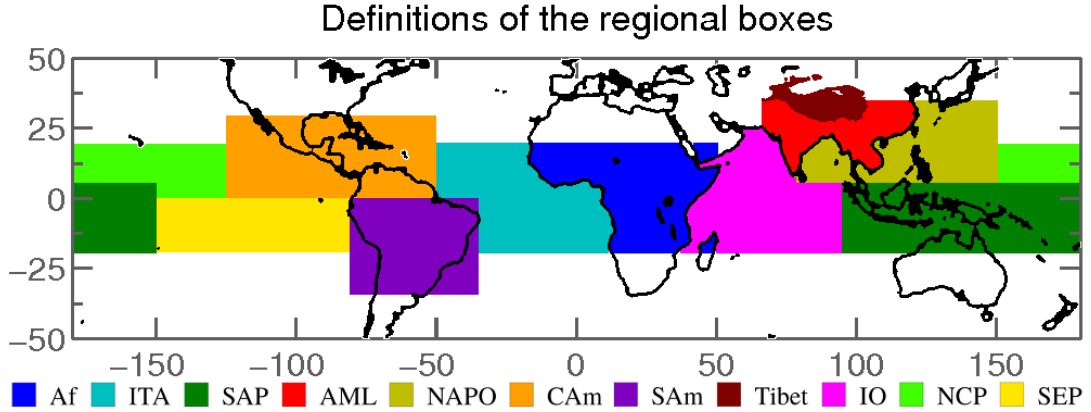 Definitions of the regional boxes
50
25
0
−25
−50
−150 −100 −50 0 50 100 150
Af ITA SAP AML NAPO CAm SAm Tibet IO NCP SEP